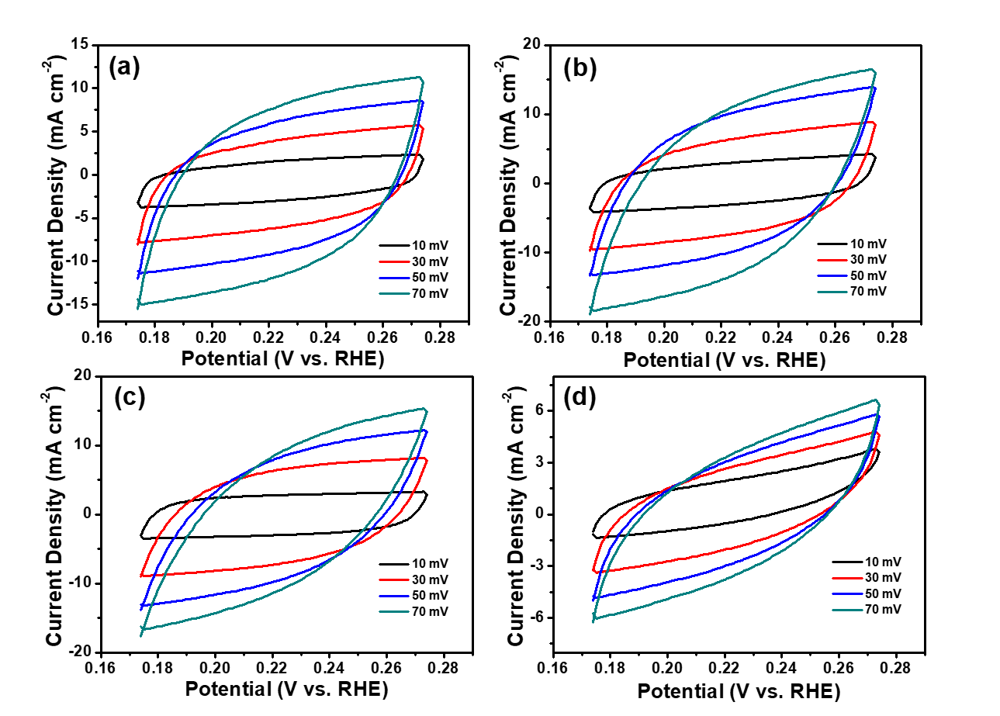 (a)
Current Density (mA cm-2)
15
10
5
0
-5
-10
-15
10 mV
30 mV
50 mV
70 mV
0.16 0.18 0.20 0.22 0.24 0.26 0.28
Potential (V vs. RHE)
(b)
Current Density (mA cm-2)
20
10
0
-10
-20
10 mV
30 mV
50 mV
70 mV
0.16 0.18 0.20 0.22 0.24 0.26 0.28
Potential (V vs. RHE)
(c)
Current Density (mA cm-2)
20
10
0
-10
-20
10 mV
30 mV
50 mV
70 mV
0.16 0.18 0.20 0.22 0.24 0.26 0.28
Potential (V vs. RHE)
(d)
Current Density (mA cm-2)
6
3
0
-3
-6
10 mV
30 mV
50 mV
70 mV
0.16 0.18 0.20 0.22 0.24 0.26 0.28
Potential (V vs. RHE)